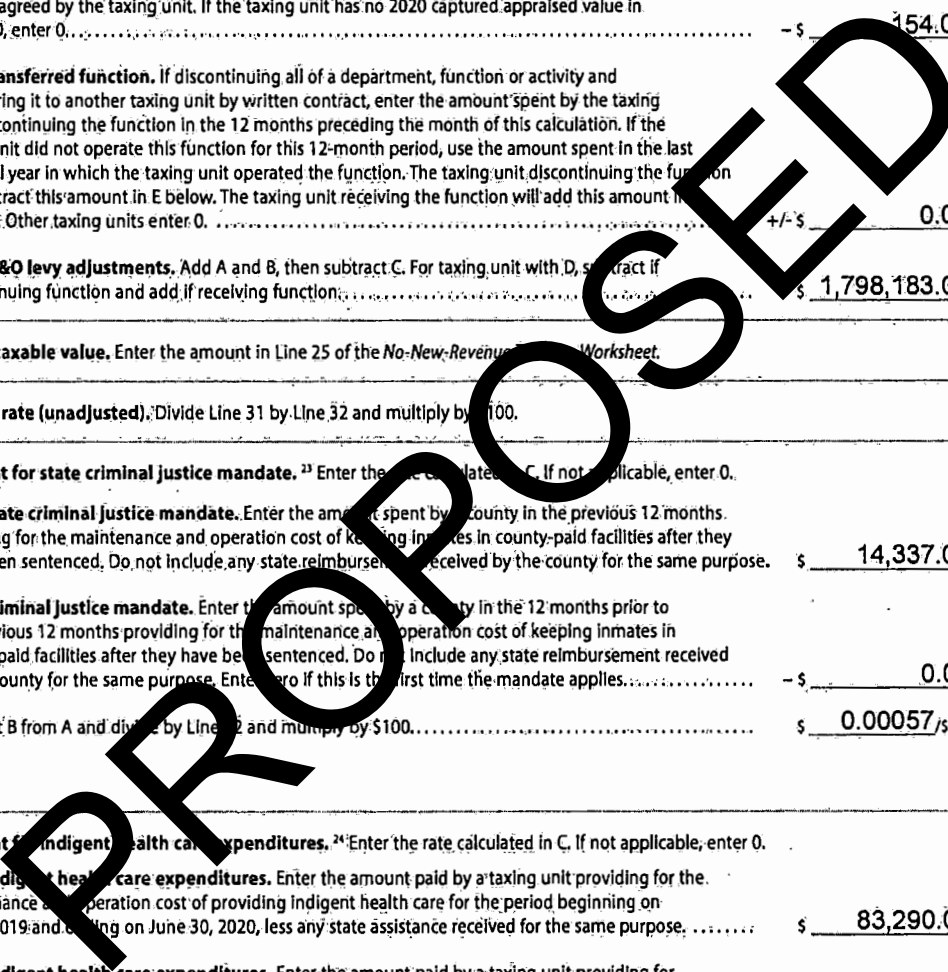 agreed by the taxing unit. If the taxing unit has no 2020 captured appraised value in
, enter 0. – $ 154.0
ansferred function. If discontinuing all of a department, function or activity and
ring it to another taxing unit by written contract, enter the amount spent by the taxing
continuing the function in the 12 months preceding the month of this calculation. If the
nit did not operate this function for this 12-month period, use the amount spent in the last
l year in which the taxing unit operated the function. The taxing unit discontinuing the function
ract this amount in E below. The taxing unit receiving the function will add this amount
Other taxing units enter 0. +/- $ 0.0
&O levy adjustments. Add A and B, then subtract C. For taxing unit with D, subtract if
nuing function and add if receiving function. $ 1,798,183.0
taxable value. Enter the amount in Line 25 of the No-New-Revenue Worksheet.
rate (unadjusted). Divide Line 31 by Line 32 and multiply by $100.
t for state criminal justice mandate. 23 Enter the rate calculated in C. If not applicable, enter 0.
ate criminal justice mandate. Enter the amount spent by a county in the previous 12 months
g for the maintenance and operation cost of keeping inmates in county-paid facilities after they
en sentenced. Do not include any state reimbursement received by the county for the same purpose. $ 14,337.0
iminal justice mandate. Enter the amount spent by a county in the 12 months prior to
vious 12 months providing for the maintenance and operation cost of keeping inmates in
paid facilities after they have been sentenced. Do not include any state reimbursement received
ounty for the same purpose. Enter zero if this is the first time the mandate applies. – $ 0.0
t B from A and divide by Line 32 and multiply by $100. $ 0.00057/$
t for indigent health care expenditures. 24 Enter the rate calculated in C. If not applicable, enter 0.
digent health care expenditures. Enter the amount paid by a taxing unit providing for the
nance and operation cost of providing indigent health care for the period beginning on
019 and ending on June 30, 2020, less any state assistance received for the same purpose. $ 83,290.0
digent health care expenditures. Enter the amount paid by a taxing unit providing for
PROPOSED